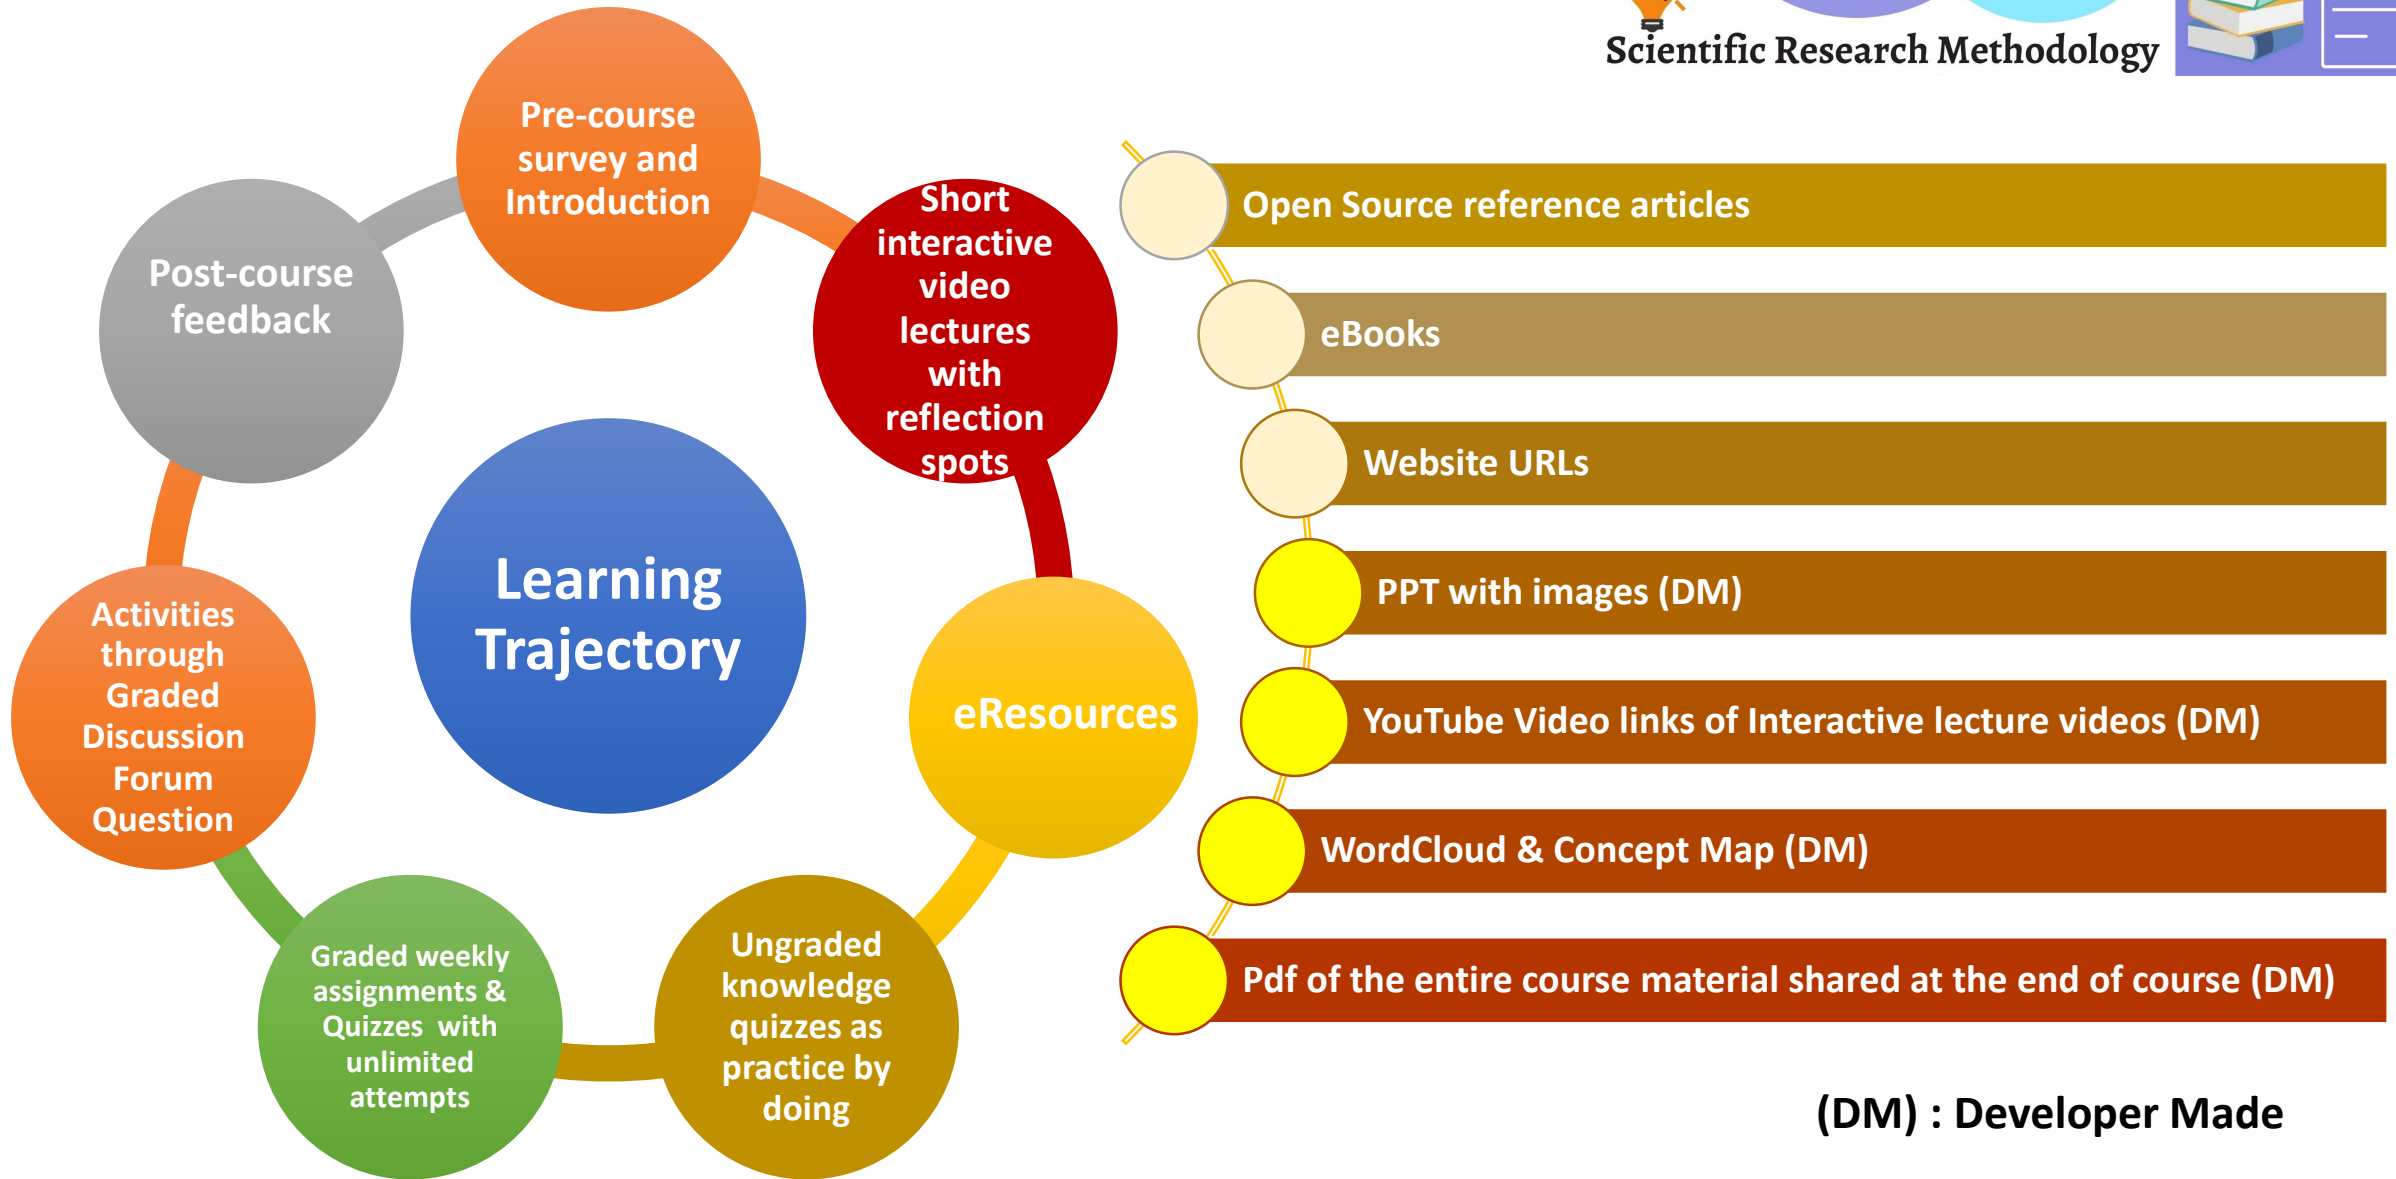 Scientific Research Methodology
Pre-course
survey and
Introduction
Short
interactive
video
lectures
with
reflection
spots
eResources
Ungraded
knowledge
quizzes as
practice by
doing
Graded weekly
assignments &
Quizzes with
unlimited
attempts
Activities
through
Graded
Discussion
Forum
Question
Post-course
feedback
Learning
Trajectory
Open Source reference articles
eBooks
Website URLs
PPT with images (DM)
YouTube Video links of Interactive lecture videos (DM)
WordCloud & Concept Map (DM)
Pdf of the entire course material shared at the end of course (DM)
(DM) : Developer Made